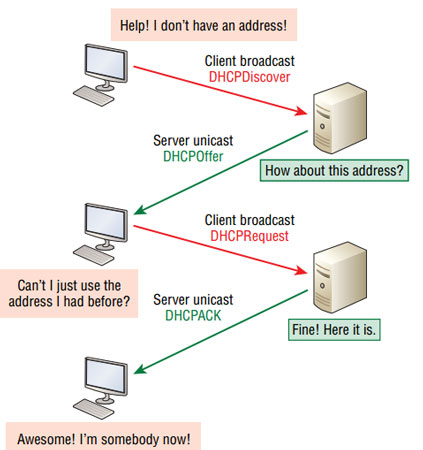 Help! I don't have an address!
Client broadcast
DHCPDiscover
Server unicast
DHCPOffer
How about this address?
Client broadcast
DHCPRequest
Can't I just use the
address I had before?
Server unicast
DHCPACK
Fine! Here it is.
Awesome! I'm somebody now!